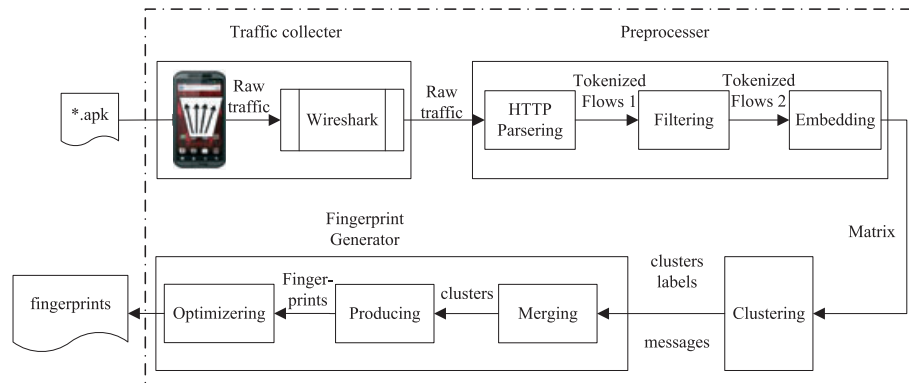 Traffic collecter
Preprocesser
*.apk
Raw
traffic
Wireshark
Raw
traffic
HTTP
Parsering
Tokenized
Flows 1
Filtering
Tokenized
Flows 2
Embedding
Matrix
Fingerprint
Generator
fingerprints
Optimizering
Finger-
prints
Producing
clusters
Merging
clusters
labels
messages
Clustering